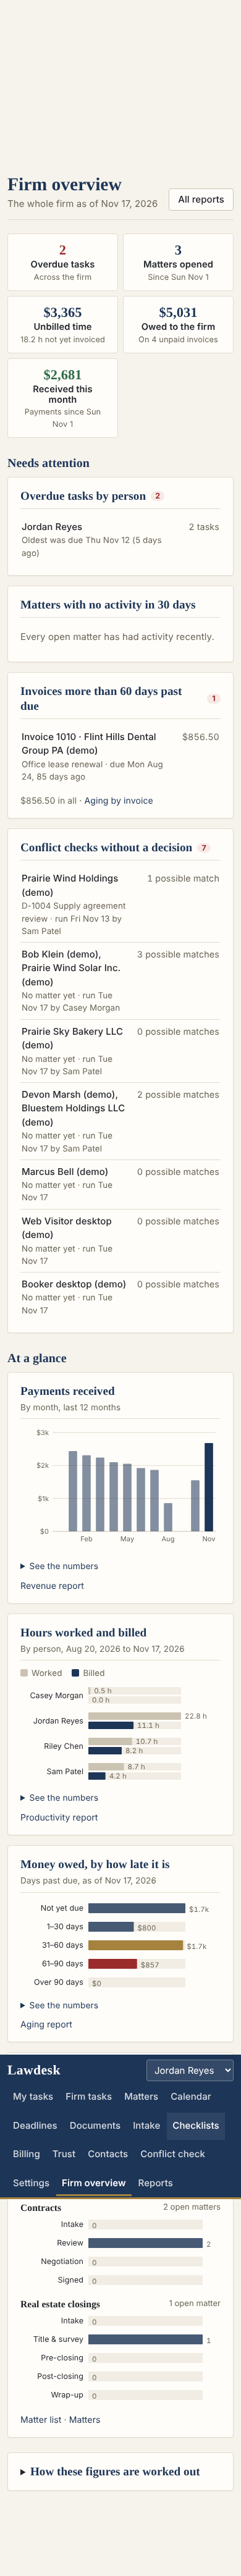 Firm overview
The whole firm as of Nov 17, 2026
All reports
2
Overdue tasks
Across the firm
3
Matters opened
Since Sun Nov 1
$3,365
Unbilled time
18.2 h not yet invoiced
$5,031
Owed to the firm
On 4 unpaid invoices
$2,681
Received this
month
Payments since Sun
Nov 1
Needs attention
Overdue tasks by person 2
Jordan Reyes 2 tasks
Oldest was due Thu Nov 12 (5 days
ago)
Matters with no activity in 30 days
Every open matter has had activity recently.
Invoices more than 60 days past
due 1
Invoice 1010 · Flint Hills Dental $856.50
Group PA (demo)
Office lease renewal · due Mon Aug
24, 85 days ago
$856.50 in all · Aging by invoice
Conflict checks without a decision 7
Prairie Wind Holdings 1 possible match
(demo)
D-1004 Supply agreement
review · run Fri Nov 13 by
Sam Patel
Bob Klein (demo), 3 possible matches
Prairie Wind Solar Inc.
(demo)
No matter yet · run Tue
Nov 17 by Casey Morgan
Prairie Sky Bakery LLC 0 possible matches
(demo)
No matter yet · run Tue
Nov 17 by Sam Patel
Devon Marsh (demo), 2 possible matches
Bluestem Holdings LLC
(demo)
No matter yet · run Tue
Nov 17 by Sam Patel
Marcus Bell (demo) 0 possible matches
No matter yet · run Tue
Nov 17
Web Visitor desktop 0 possible matches
(demo)
No matter yet · run Tue
Nov 17
Booker desktop (demo) 0 possible matches
No matter yet · run Tue
Nov 17
At a glance
Payments received
By month, last 12 months
$3k
$2k
$1k
$0
Feb May Aug Nov
See the numbers
Revenue report
Hours worked and billed
By person, Aug 20, 2026 to Nov 17, 2026
Worked Billed
Casey Morgan 0.5 h
0.0 h
Jordan Reyes 22.8 h
11.1 h
Riley Chen 10.7 h
8.2 h
Sam Patel 8.7 h
4.2 h
See the numbers
Productivity report
Money owed, by how late it is
Days past due, as of Nov 17, 2026
Not yet due $1.7k
1–30 days $800
31–60 days $1.7k
61–90 days $857
Over 90 days $0
See the numbers
Aging report
Lawdesk Jordan Reyes
My tasks Firm tasks Matters Calendar
Deadlines Documents Intake Checklists
Billing Trust Contacts Conflict check
Settings Firm overview Reports
Contracts 2 open matters
Intake 0
Review 2
Negotiation 0
Signed 0
Real estate closings 1 open matter
Intake 0
Title & survey 1
Pre-closing 0
Post-closing 0
Wrap-up 0
Matter list · Matters
How these figures are worked out